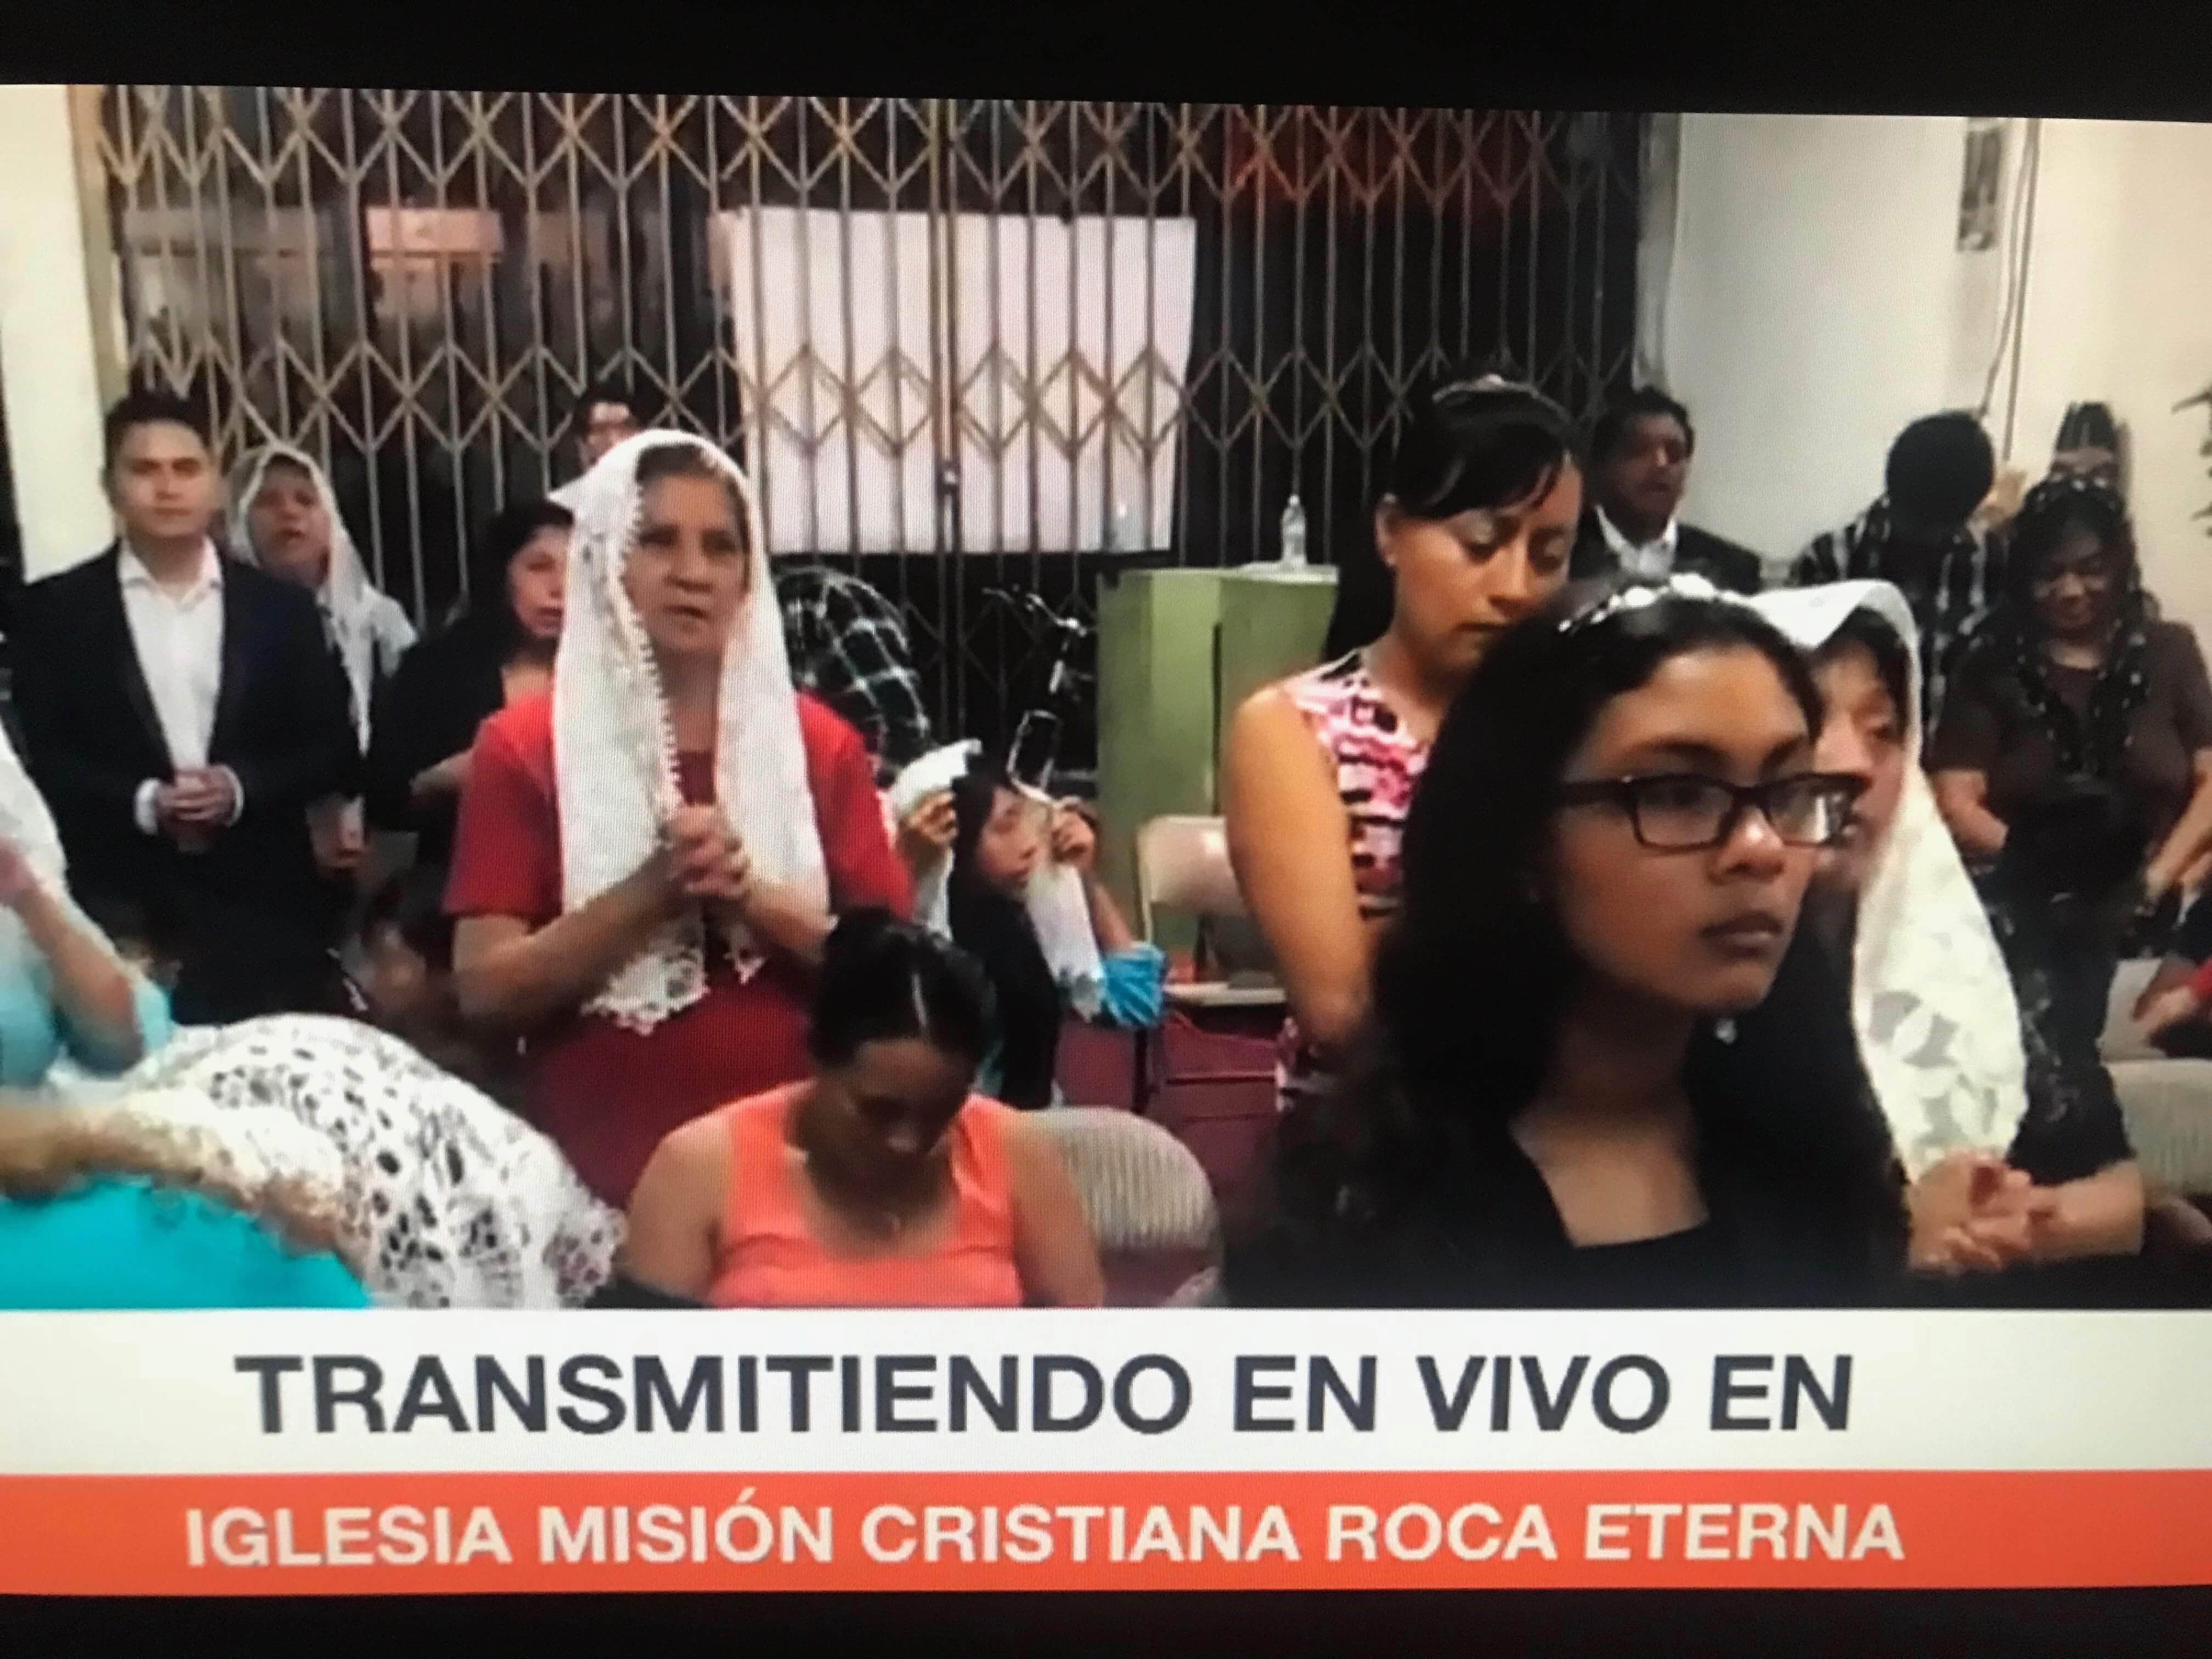 TRANSMITIENDO EN VIVO EN
IGLESIA MISIÓN CRISTIANA ROCA ETERNA